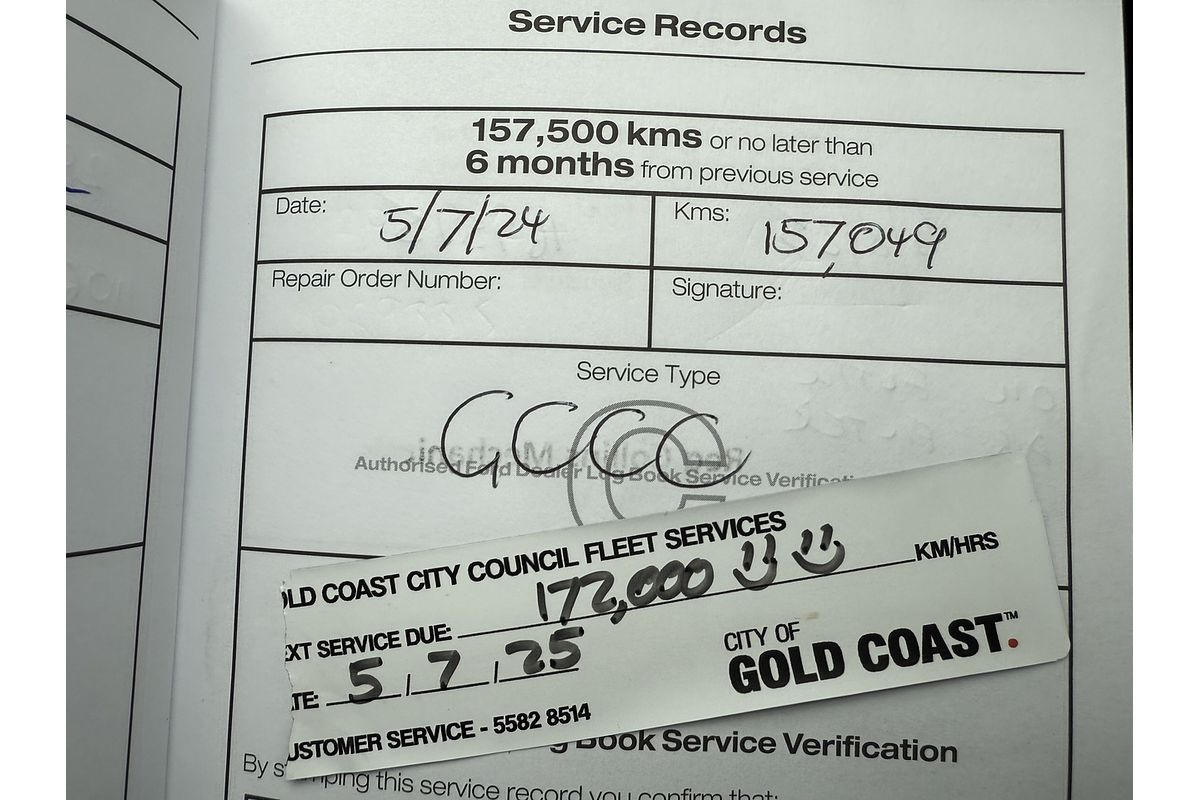 Service Records
157,500 kms or no later than
6 months from previous service
Date: 5/7/24 Kms: 157,049
Repair Order Number: Signature:
Service Type
GCCC
Authorised Ford Dealer Log Book Service
OLD COAST CITY COUNCIL FLEET SERVICES
EXT SERVICE DUE: 172,000 KM/HRS
TE: 5 / 7 / 25
CITY OF
GOLD COAST.™
USTOMER SERVICE - 5582 8514
Book Service Verification
By this service record you confirm that: